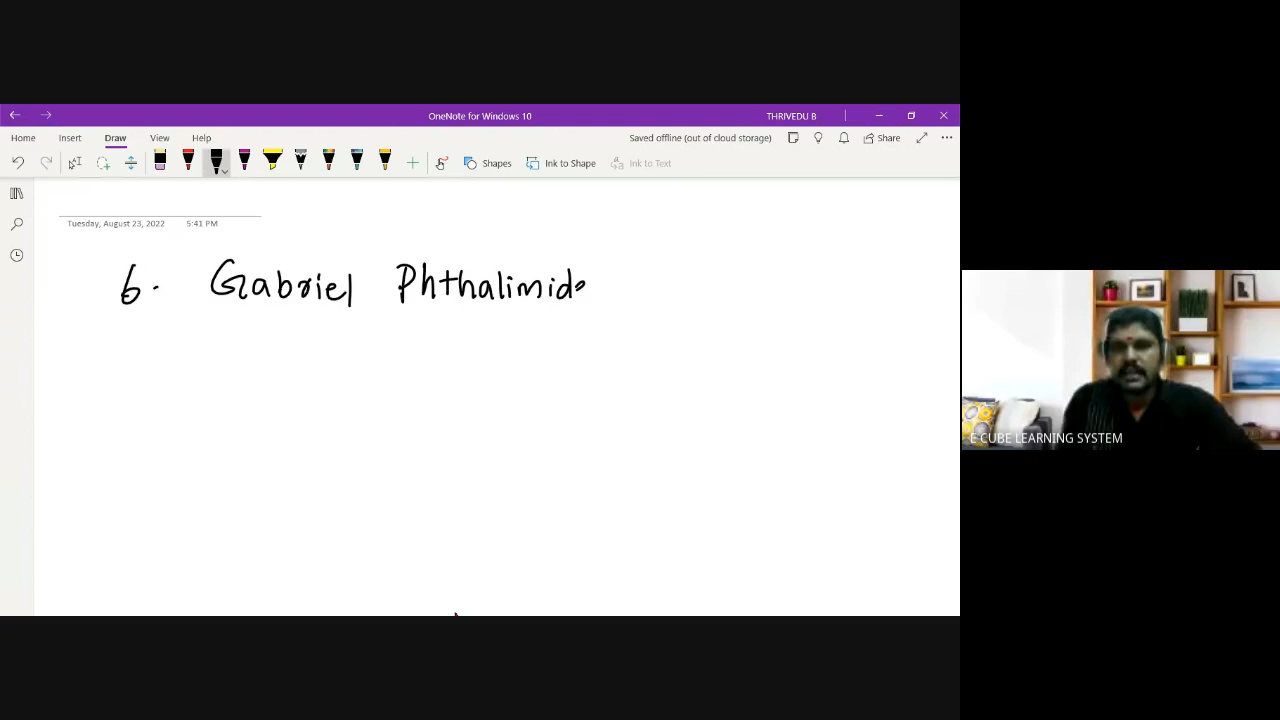 OneNote for Windows 10
THRIVEDU B
Home Insert Draw View Help
Saved offline (out of cloud storage)
Share
Shapes
Ink to Shape
Ink to Text
Tuesday, August 23, 2022 5:41 PM
6. Gabriel Phthalimide
E CUBE LEARNING SYSTEM